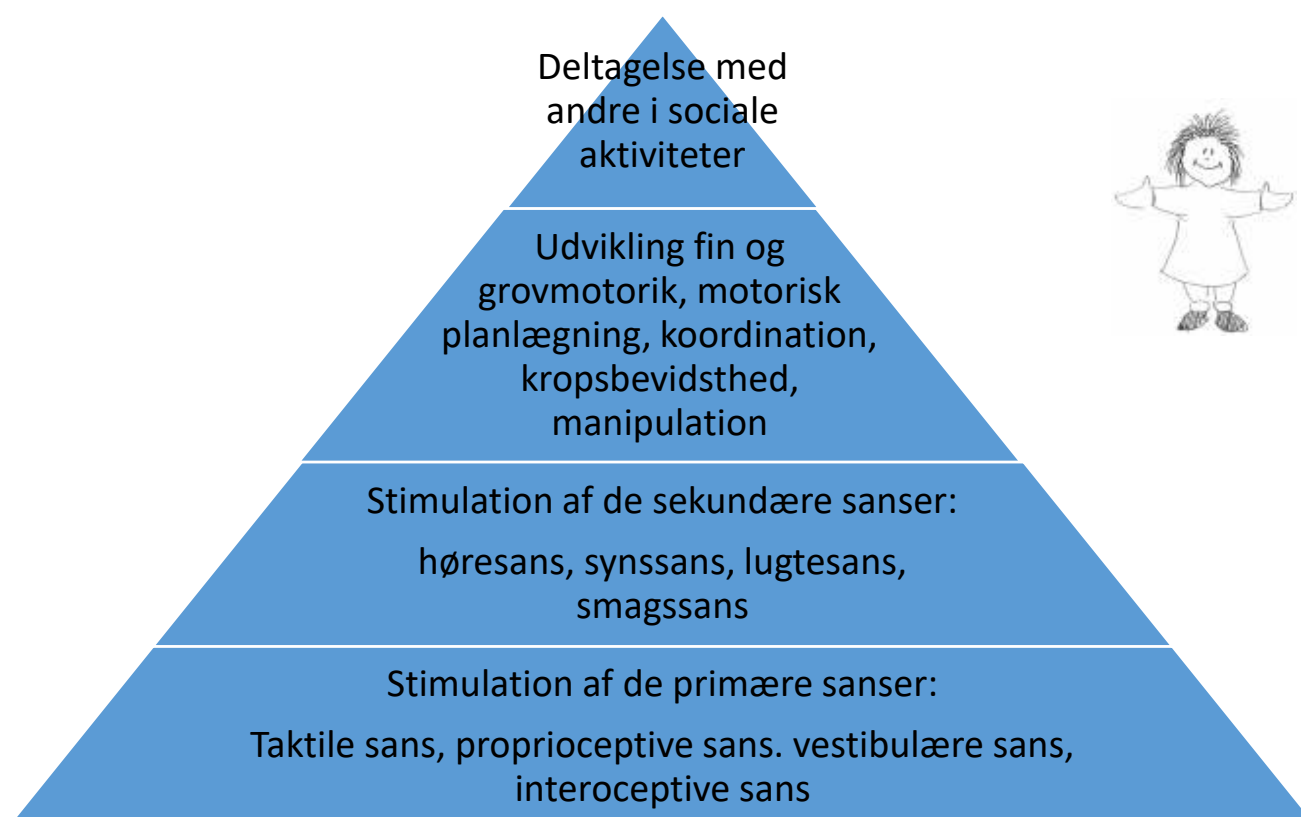 Deltagelse med
andre i sociale
aktiviteter
Udvikling fin og
grovmotorik, motorisk
planlægning, koordination,
kropsbevidsthed,
manipulation
Stimulation af de sekundære sanser:
høresans, synssans, lugtesans,
smagssans
Stimulation af de primære sanser:
Taktile sans, proprioceptive sans. vestibulære sans,
interoceptive sans